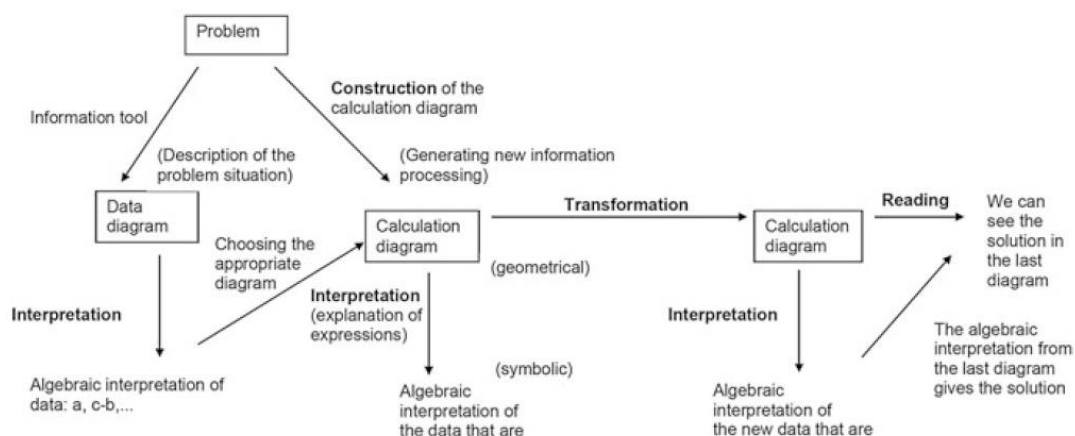 Problem
Information tool
Construction of the
calculation diagram
(Description of the
problem situation)
(Generating new information
processing)
Data
diagram
Choosing the
appropriate
diagram
Calculation
diagram
Transformation
(geometrical)
Calculation
diagram
Reading
We can
see the
solution in
the last
diagram
Interpretation
Interpretation
(explanation of
expressions)
Interpretation
The algebraic
interpretation from
the last diagram
gives the solution
Algebraic interpretation of
data: a, c-b,...
(symbolic)
Algebraic
interpretation of
the data that are
Algebraic
interpretation of
the new data that are